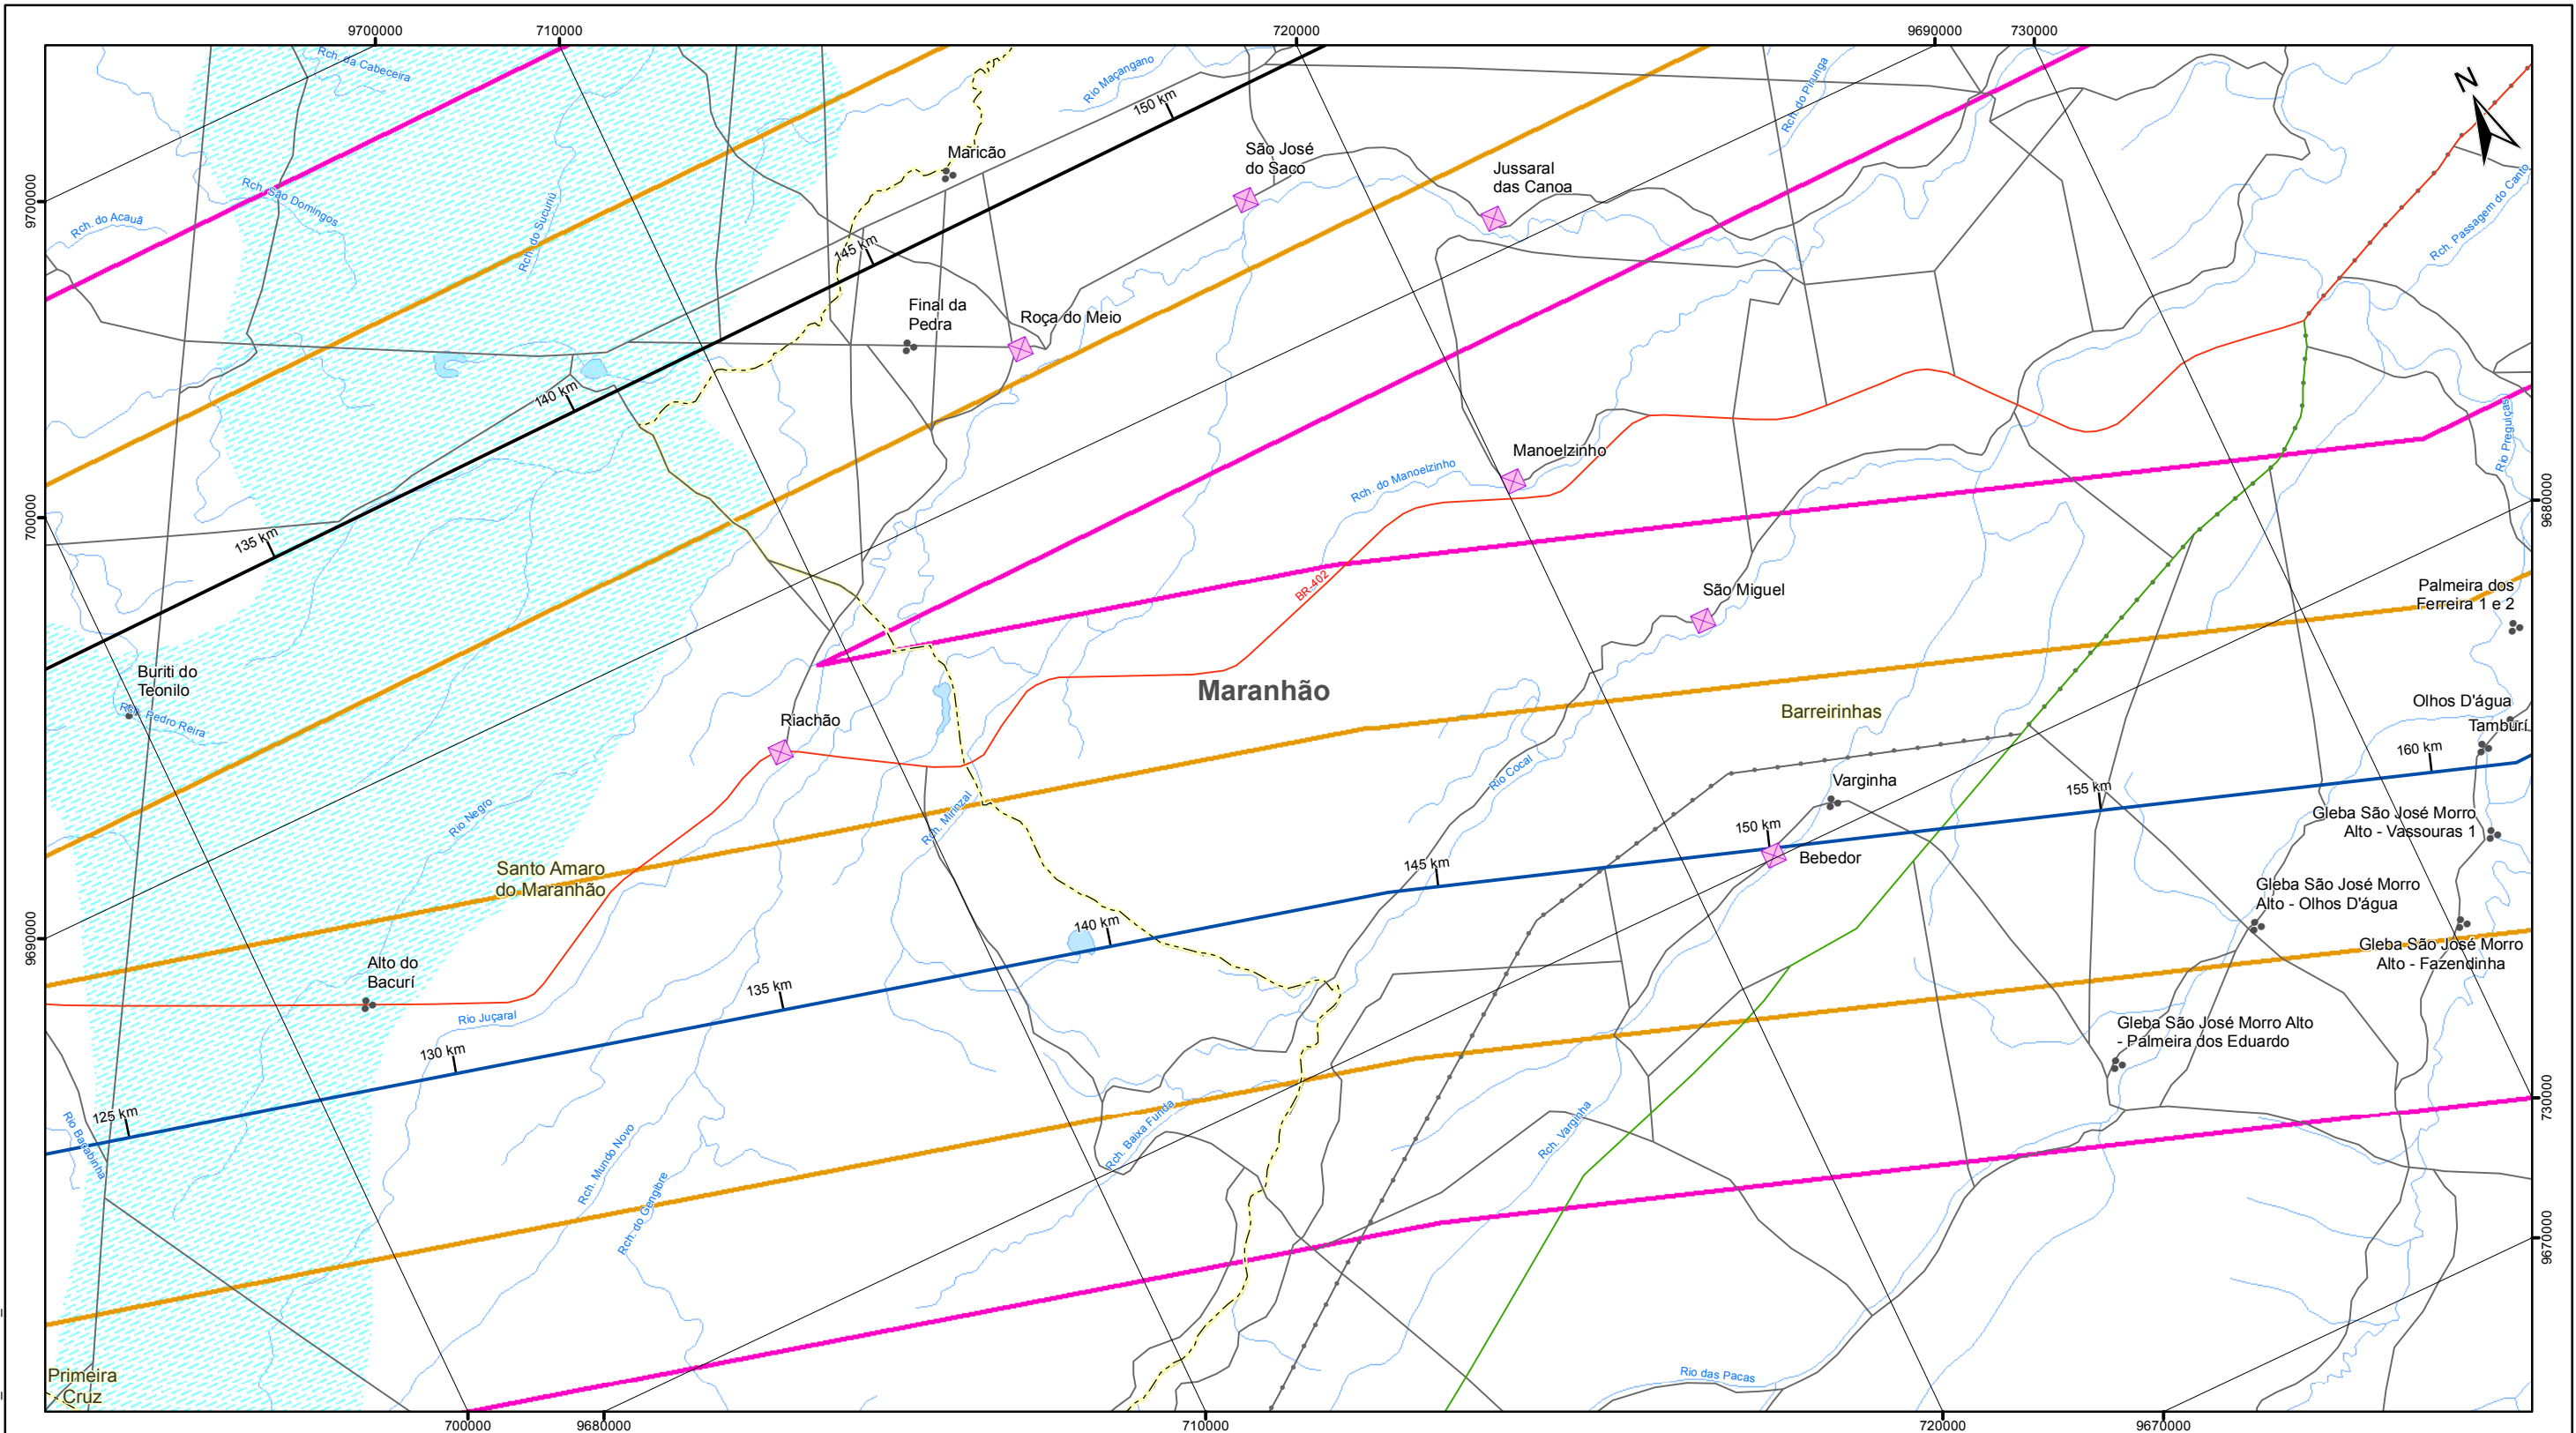 9700000
710000
720000
9690000
730000
Rch. da Cabeceira
Rio Maçangano
Rch. do Pirunga
N
150 km
Maricão
São José
do Saco
Jussaral
das Canoa
9700000
Rch. do Acauã
Rch. São Domingos
Rch. do Sucuriú
145 km
Rch. Passagem do Canto
Final da
Pedra
Roça do Meio
140 km
Manoelzinho
Rch. do Manoelzinho
Rio Preguiças
9680000
700000
135 km
BR-402
São Miguel
Palmeira dos
Ferreira 1 e 2
Buriti do
Teonilo
Rch. Pedro Reira
Maranhão
Riachão
Barreirinhas
Olhos D'água
Tamburí
160 km
Rio Cocal
Varginha
155 km
Rio Negro
Rch. Mirinzal
150 km
Gleba São José Morro
Alto - Vassouras 1
Bebedor
145 km
Santo Amaro
do Maranhão
Gleba São José Morro
Alto - Olhos D'água
9690000
140 km
Gleba São José Morro
Alto - Fazendinha
Alto do
Bacurí
135 km
Rio Juçaral
Gleba São José Morro Alto
- Palmeira dos Eduardo
130 km
730000
125 km
Rch. Baixa Funda
Rch. Varginha
Rch. Mundo Novo
Rch. do Gengibre
9670000
Primeira
Cruz
Rio das Pacas
700000
9680000
710000
720000
9670000